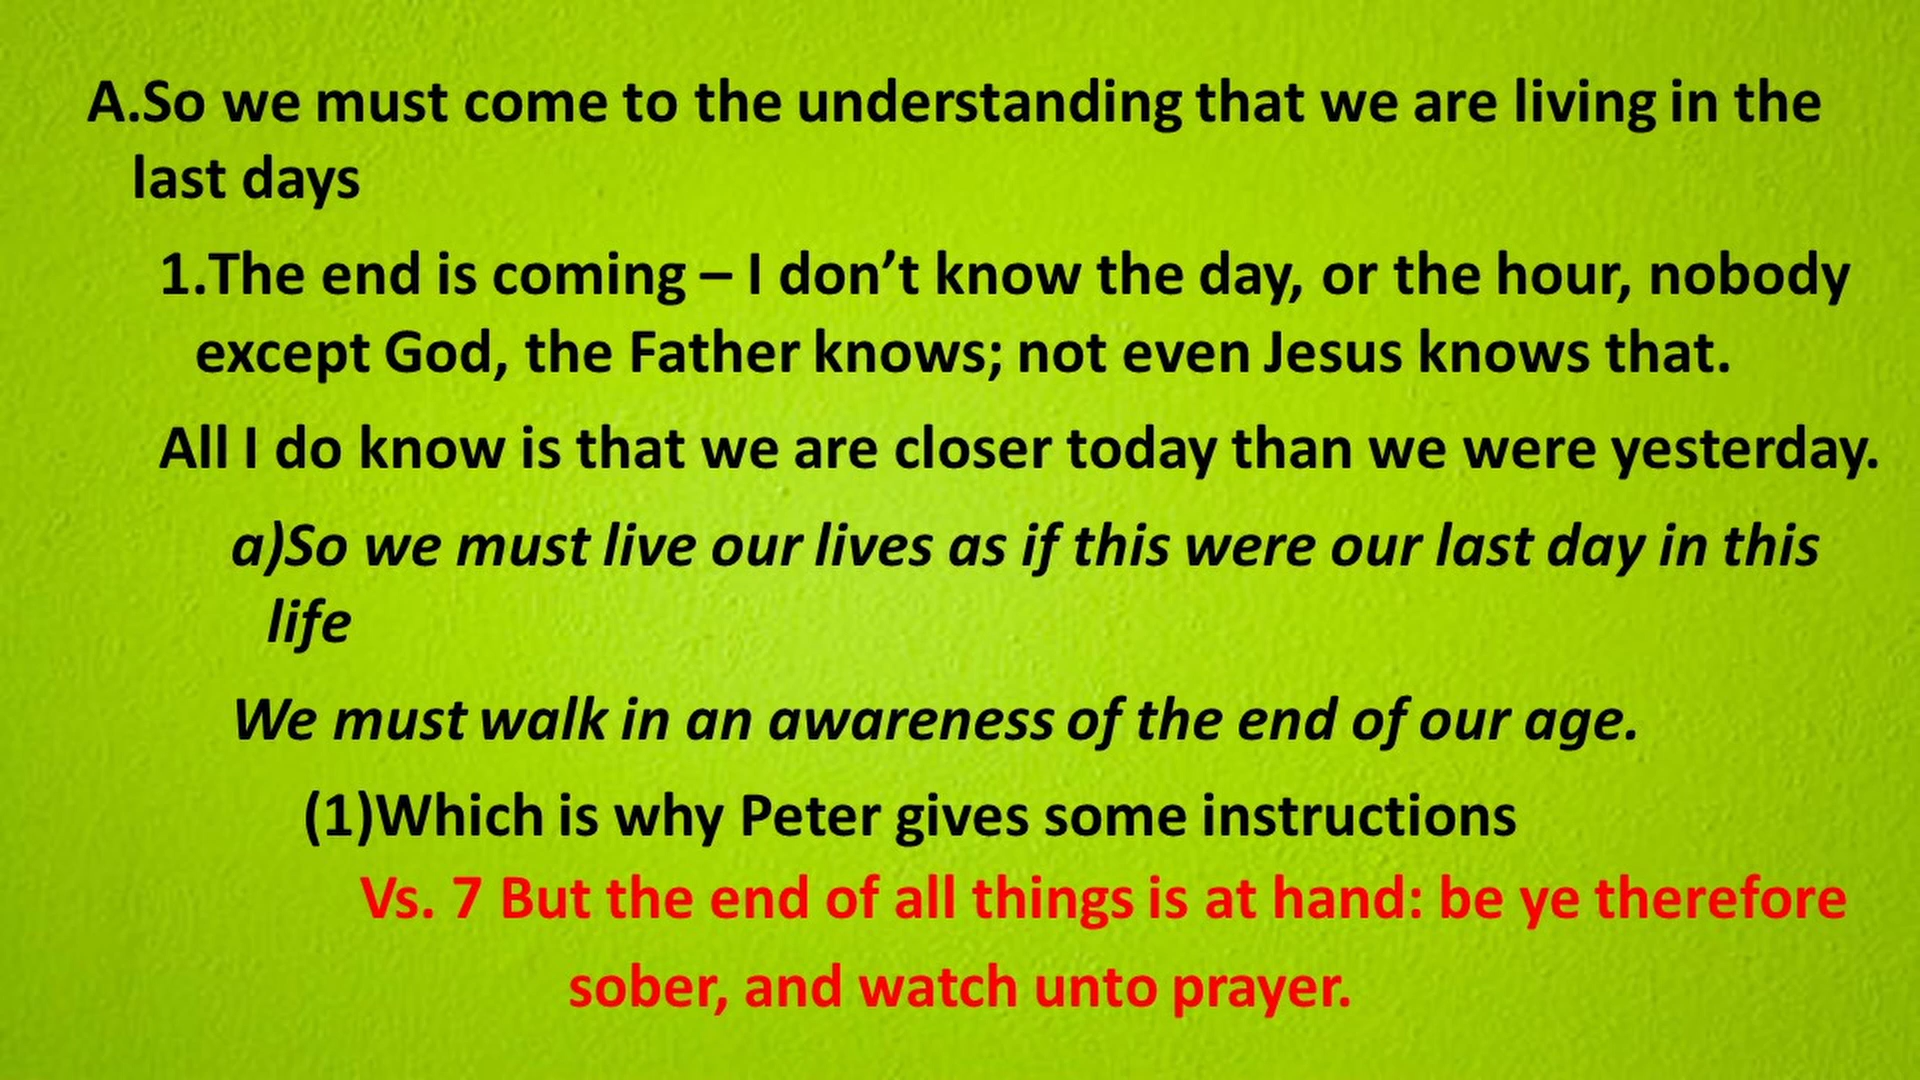 A.So we must come to the understanding that we are living in the
last days
1.The end is coming – I don’t know the day, or the hour, nobody
except God, the Father knows; not even Jesus knows that.
All I do know is that we are closer today than we were yesterday.
a)So we must live our lives as if this were our last day in this
life
We must walk in an awareness of the end of our age.
(1)Which is why Peter gives some instructions
Vs. 7 But the end of all things is at hand: be ye therefore
sober, and watch unto prayer.